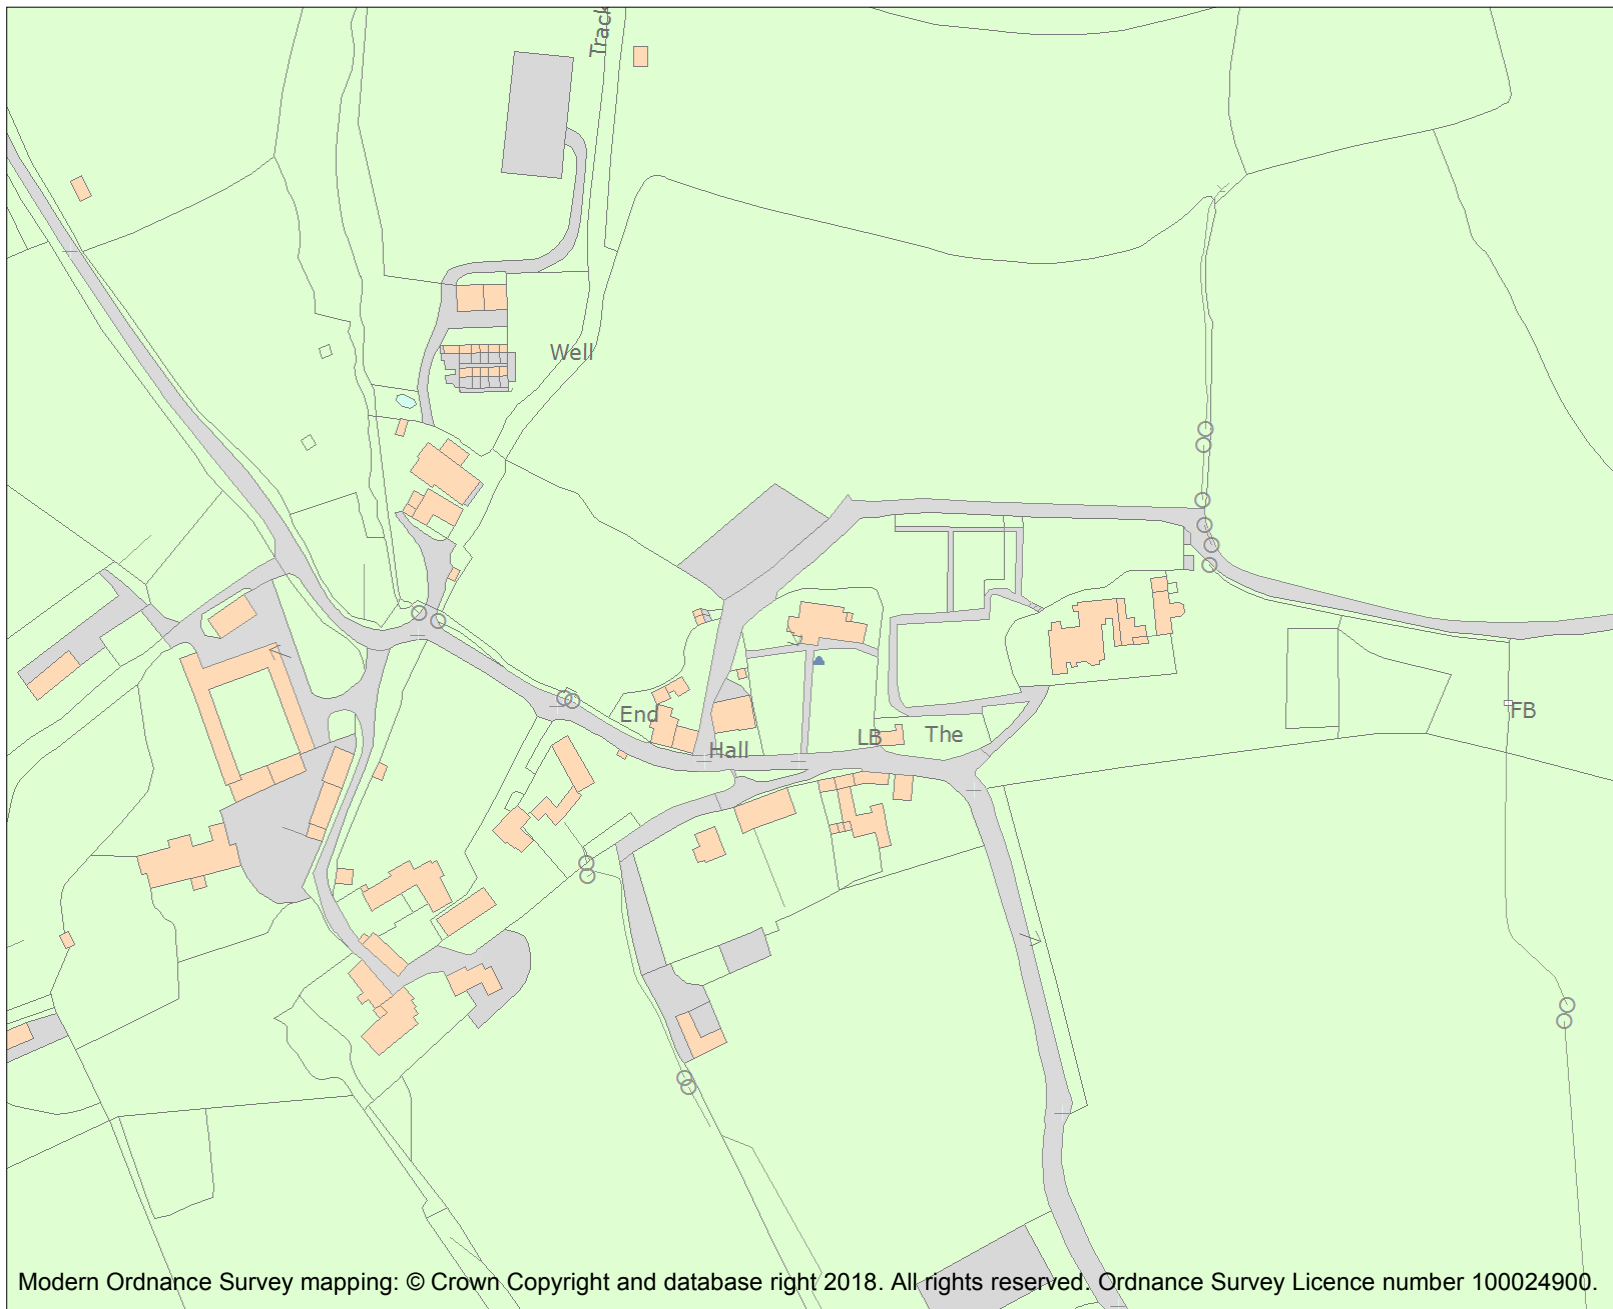 Track
Well
End
Hall
LB
The
FB
Modern Ordnance Survey mapping: © Crown Copyright and database right 2018. All rights reserved. Ordnance Survey Licence number 100024900.